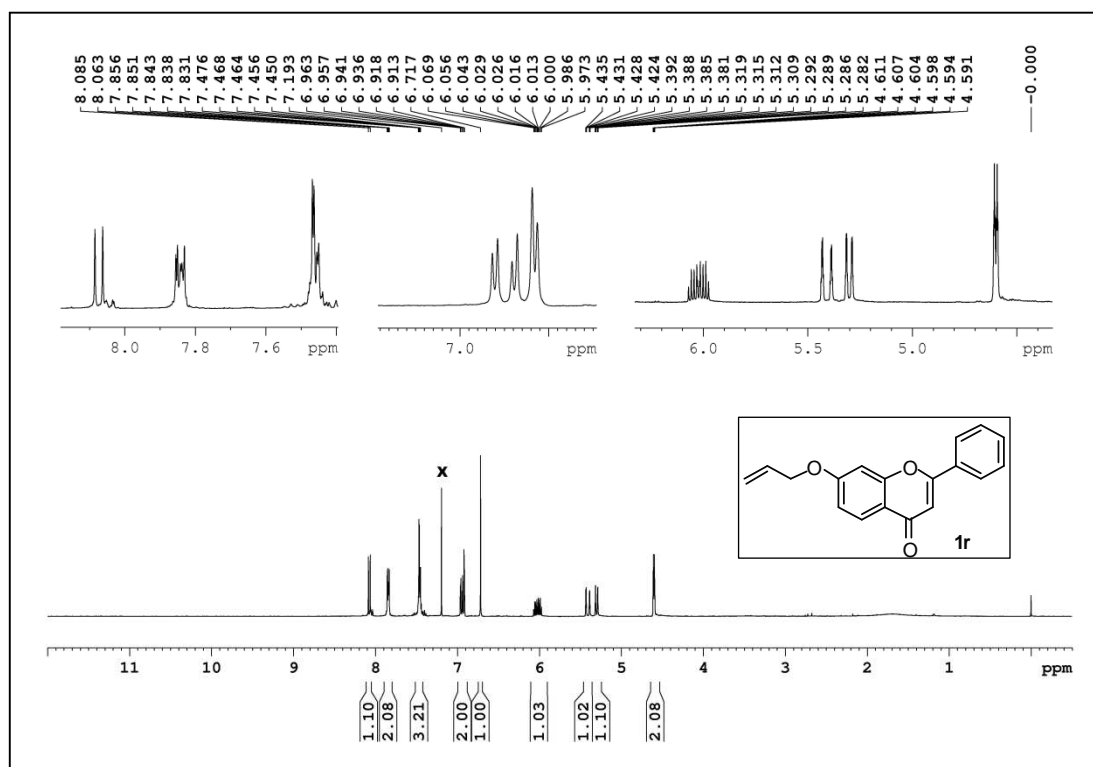 8.085 8.063 7.856 7.851 7.843 7.838 7.831 7.476 7.468 7.464 7.456 7.450 7.193 6.963 6.957 6.941 6.936 6.918 6.913 6.717 6.069 6.056 6.043 6.029 6.026 6.016 6.013 6.000 5.986 5.973 5.435 5.431 5.428 5.424 5.392 5.388 5.385 5.381 5.319 5.315 5.312 5.309 5.292 5.289 5.286 5.282 4.611 4.607 4.604 4.598 4.594 4.591 -0.000
8.0 7.8 7.6 ppm
7.0 ppm
6.0 5.5 5.0 ppm
x
O
O
O
1r
11 10 9 8 7 6 5 4 3 2 1 ppm
1.10 2.08 3.21 2.00 1.00 1.03 1.02 1.10 2.08